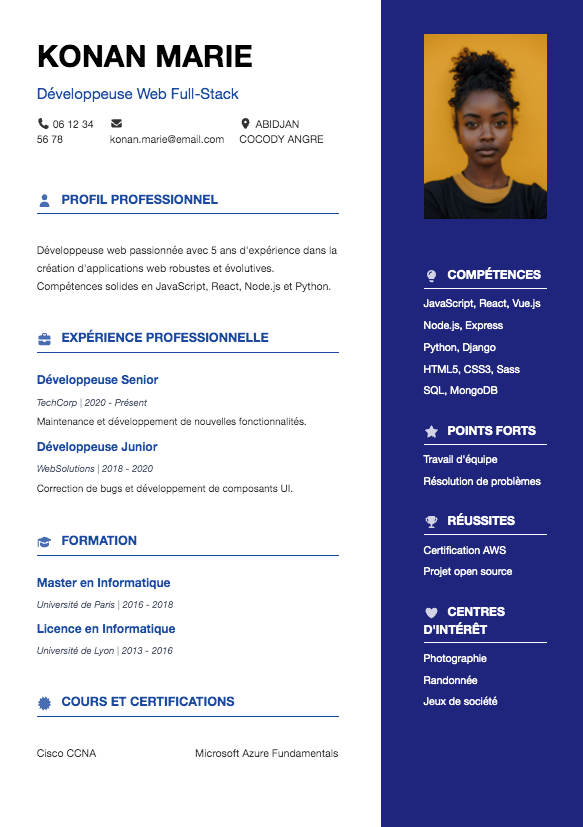 KONAN MARIE
Développeuse Web Full-Stack
06 12 34 56 78
konan.marie@email.com
ABIDJAN COCODY ANGRE
PROFIL PROFESSIONNEL
Développeuse web passionnée avec 5 ans d'expérience dans la
création d'applications web robustes et évolutives.
Compétences solides en JavaScript, React, Node.js et Python.
EXPÉRIENCE PROFESSIONNELLE
Développeuse Senior
TechCorp | 2020 - Présent
Maintenance et développement de nouvelles fonctionnalités.
Développeuse Junior
WebSolutions | 2018 - 2020
Correction de bugs et développement de composants UI.
FORMATION
Master en Informatique
Université de Paris | 2016 - 2018
Licence en Informatique
Université de Lyon | 2013 - 2016
COURS ET CERTIFICATIONS
Cisco CCNA
Microsoft Azure Fundamentals
COMPÉTENCES
JavaScript, React, Vue.js
Node.js, Express
Python, Django
HTML5, CSS3, Sass
SQL, MongoDB
POINTS FORTS
Travail d'équipe
Résolution de problèmes
RÉUSSITES
Certification AWS
Projet open source
CENTRES
D'INTÉRÊT
Photographie
Randonnée
Jeux de société